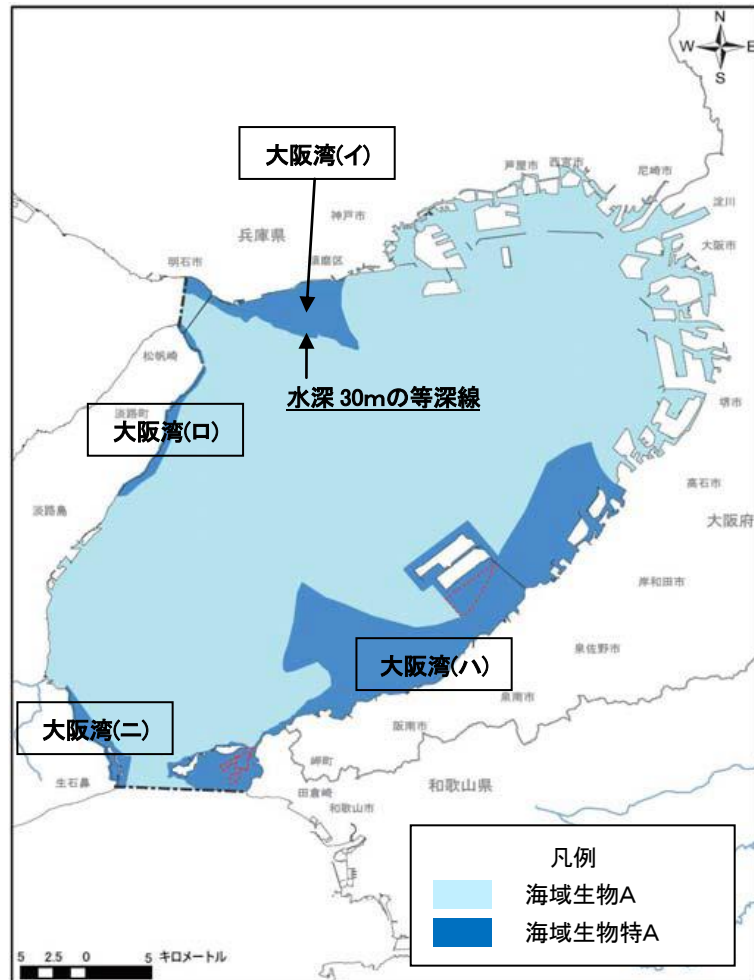 N
W E
S
大阪湾(イ)
芦屋市
西宮市
尼崎市
淀川
神戸市
兵庫県
大阪市
明石市
須磨区
松帆崎
水深 30mの等深線
淡路町
大阪湾(ロ)
堺市
高石市
淡路島
大阪府
岸和田市
泉佐野市
大阪湾(ハ)
泉南市
大阪湾(ニ)
阪南市
岬町
生石鼻
和歌山県
田倉崎
和歌山市
凡例
海域生物A
海域生物特A
5 2.5 0 5 キロメートル